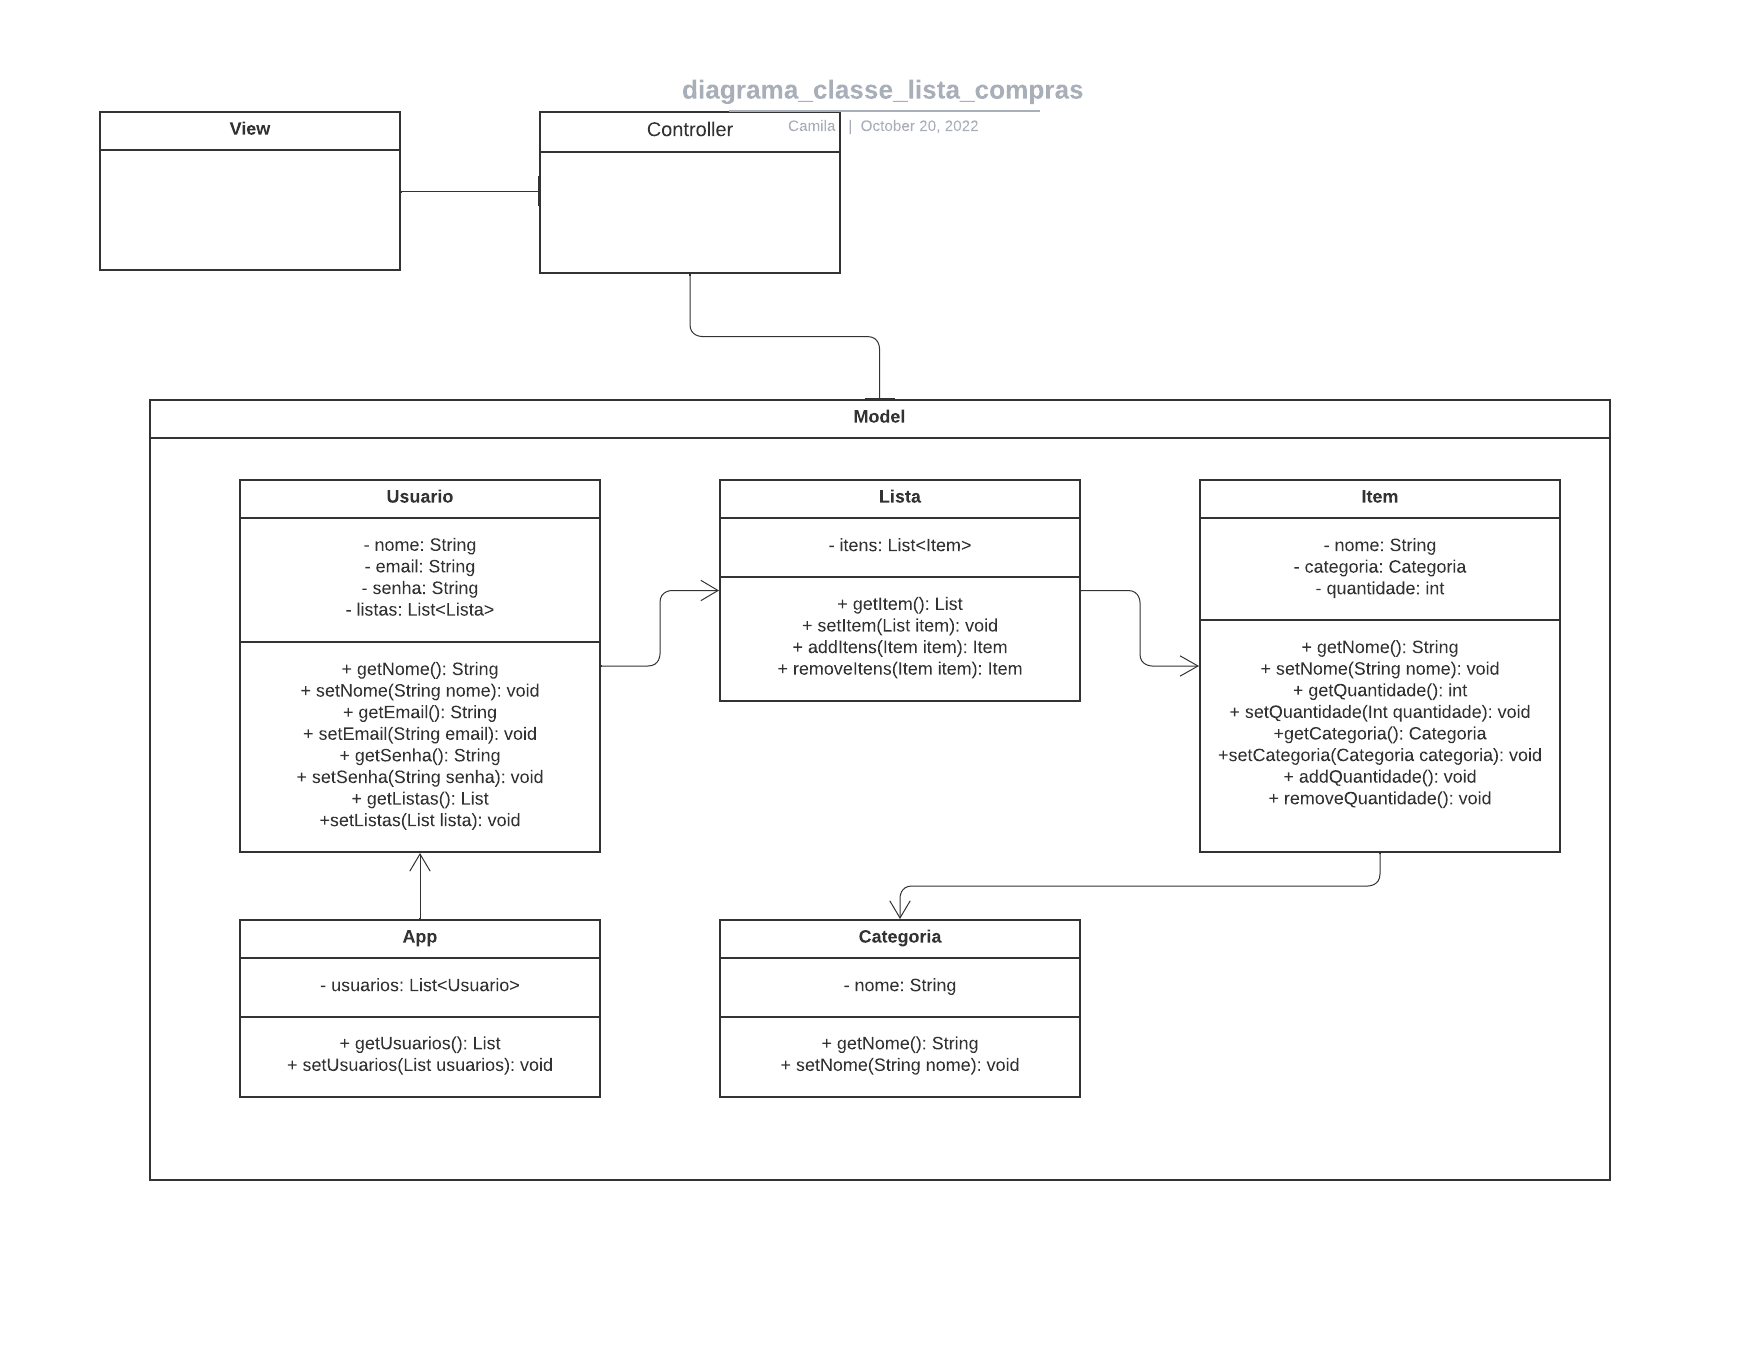 diagrama_classe_lista_compras
Camila | October 20, 2022
View
Controller
Model
Usuario
- nome: String
- email: String
- senha: String
- listas: List<Lista>
+ getNome(): String
+ setNome(String nome): void
+ getEmail(): String
+ setEmail(String email): void
+ getSenha(): String
+ setSenha(String senha): void
+ getListas(): List
+setListas(List lista): void
Lista
- itens: List<Item>
+ getItem(): List
+ setItem(List item): void
+ addItens(Item item): Item
+ removeItens(Item item): Item
Item
- nome: String
- categoria: Categoria
- quantidade: int
+ getNome(): String
+ setNome(String nome): void
+ getQuantidade(): int
+ setQuantidade(Int quantidade): void
+getCategoria(): Categoria
+setCategoria(Categoria categoria): void
+ addQuantidade(): void
+ removeQuantidade(): void
App
- usuarios: List<Usuario>
+ getUsuarios(): List
+ setUsuarios(List usuarios): void
Categoria
- nome: String
+ getNome(): String
+ setNome(String nome): void